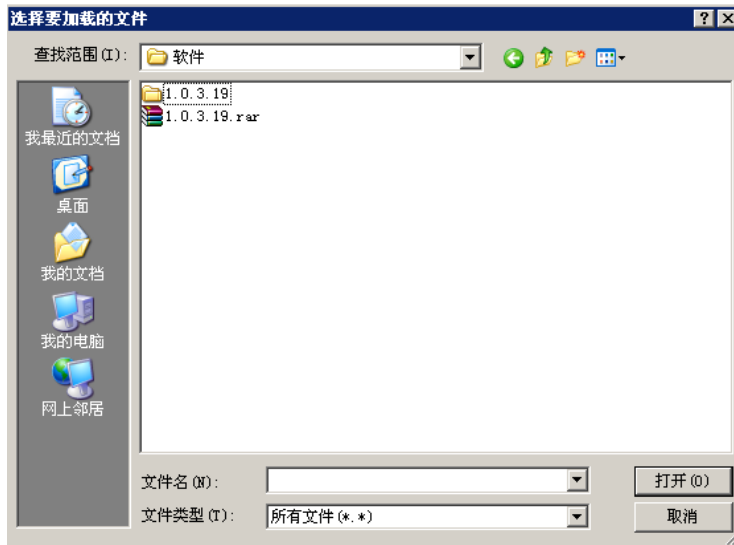 选择要加载的文件
查找范围(I): 软件
1.0.3.19
1.0.3.19.rar
我最近的文档
桌面
我的文档
我的电脑
网上邻居
文件名(N): 打开(O)
文件类型(T): 所有文件(*.*) 取消